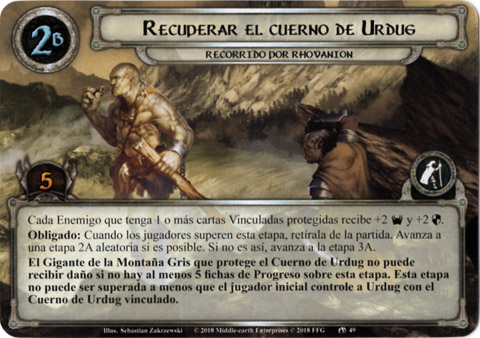 2B
RECUPERAR EL CUERNO DE URDUG
RECORRIDO POR RHOVANION
5
Cada Enemigo que tenga 1 o más cartas Vinculadas protegidas recibe +2 y +2 .
Obligado: Cuando los jugadores superen esta etapa, retírala de la partida. Avanza a
una etapa 2A aleatoria si es posible. Si no es así, avanza a la etapa 3A.
El Gigante de la Montaña Gris que protege el Cuerno de Urdug no puede
recibir daño si no hay al menos 5 fichas de Progreso sobre esta etapa. Esta etapa
no puede ser superada a menos que el jugador inicial controle a Urdug con el
Cuerno de Urdug vinculado.
Illus. Sebastian Zakrzewski © 2018 Middle-earth Enterprises © 2018 FFG 49